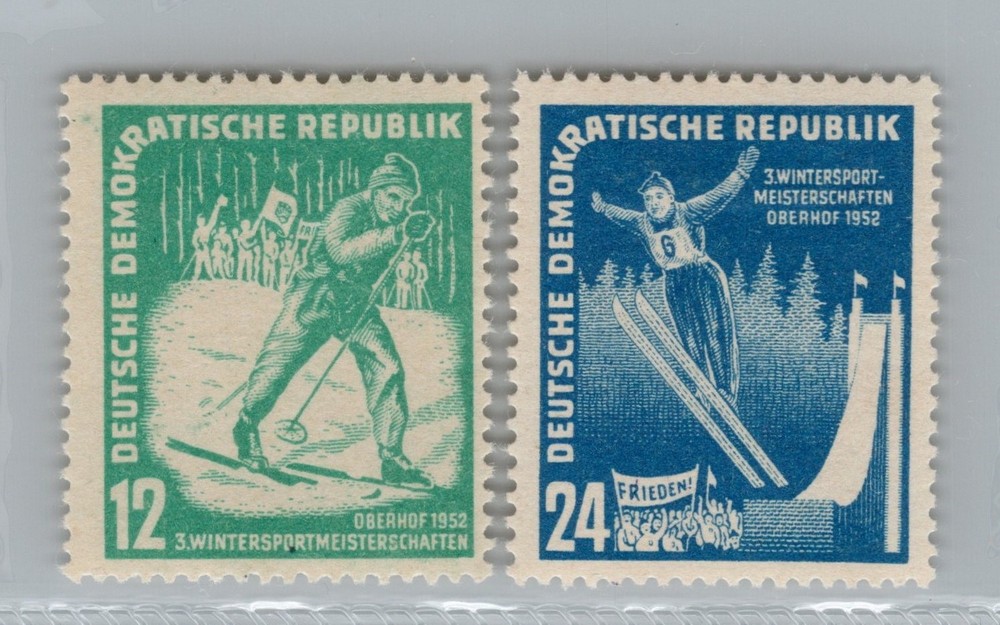 DEUTSCHE DEMOKRATISCHE REPUBLIK
12
OBERHOF 1952
3.WINTERSPORTMEISTERSCHAFTEN
DEUTSCHE DEMOKRATISCHE REPUBLIK
3.WINTERSPORT-
MEISTERSCHAFTEN
OBERHOF 1952
6
FRIEDEN!
24